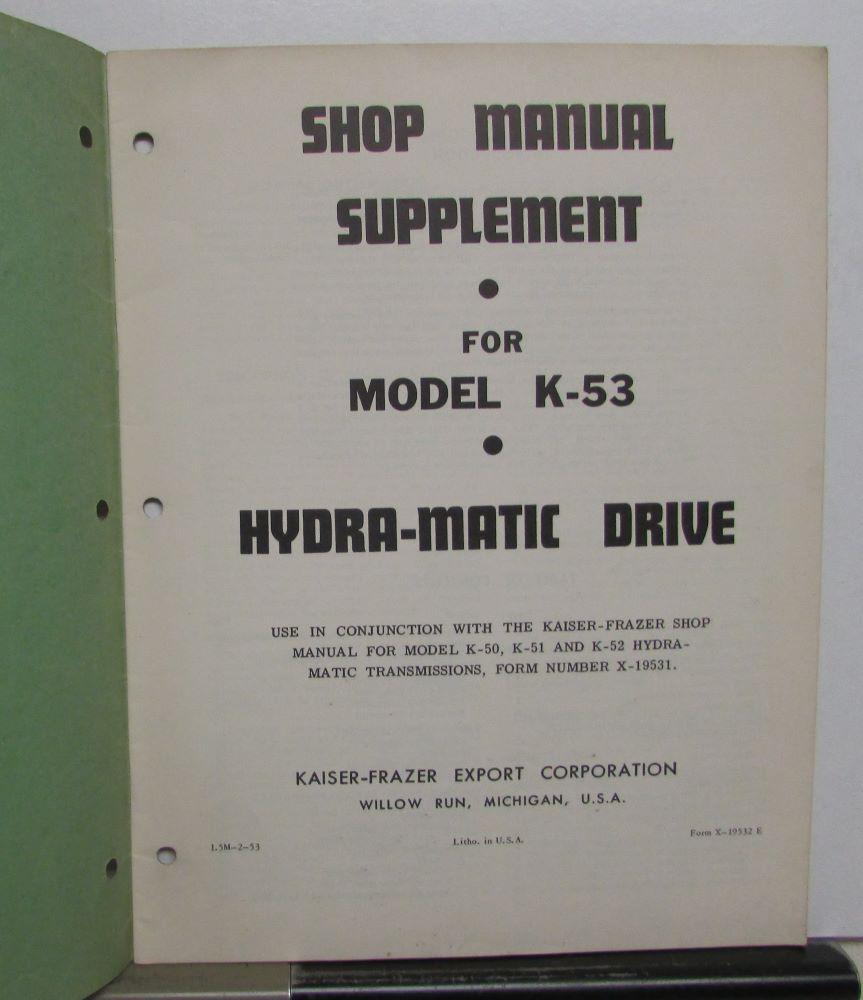 SHOP MANUAL
SUPPLEMENT
FOR
MODEL K-53
HYDRA-MATIC DRIVE
USE IN CONJUNCTION WITH THE KAISER-FRAZER SHOP
MANUAL FOR MODEL K-50, K-51 AND K-52 HYDRA-
MATIC TRANSMISSIONS, FORM NUMBER X-19531.
KAISER-FRAZER EXPORT CORPORATION
WILLOW RUN, MICHIGAN, U.S.A.
1.5M-2-53 Litho. in U.S.A. Form X-19532 E